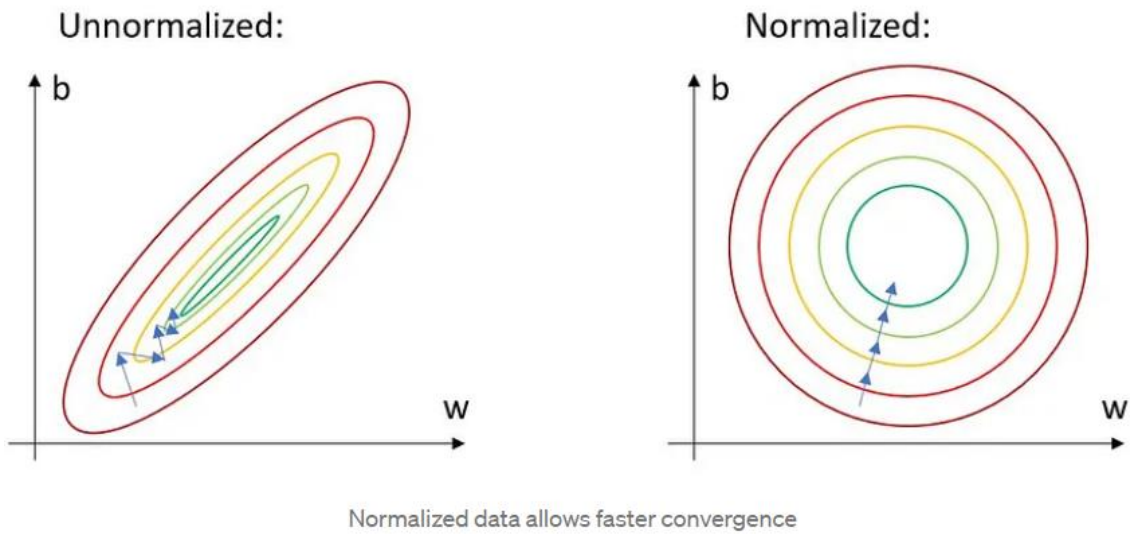 Unnormalized:
Normalized:
b
b
w
w
Normalized data allows faster convergence